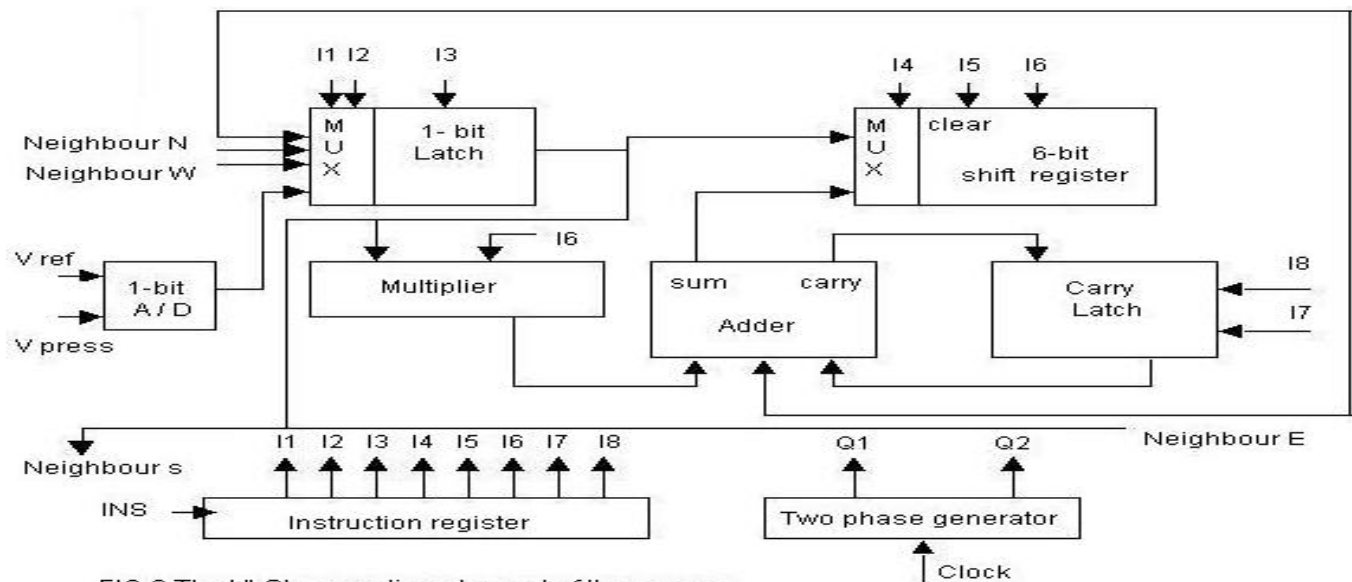 I1 I2 I3
I4 I5 I6
Neighbour N
Neighbour W
M
U
X
1- bit
Latch
M
U
X
clear
6-bit
shift register
I6
V ref
V press
1-bit
A / D
Multiplier
sum carry
Adder
Carry
Latch
I8
I7
Neighbour s
I1 I2 I3 I4 I5 I6 I7 I8
Q1 Q2
Neighbour E
INS
Instruction register
Two phase generator
Clock